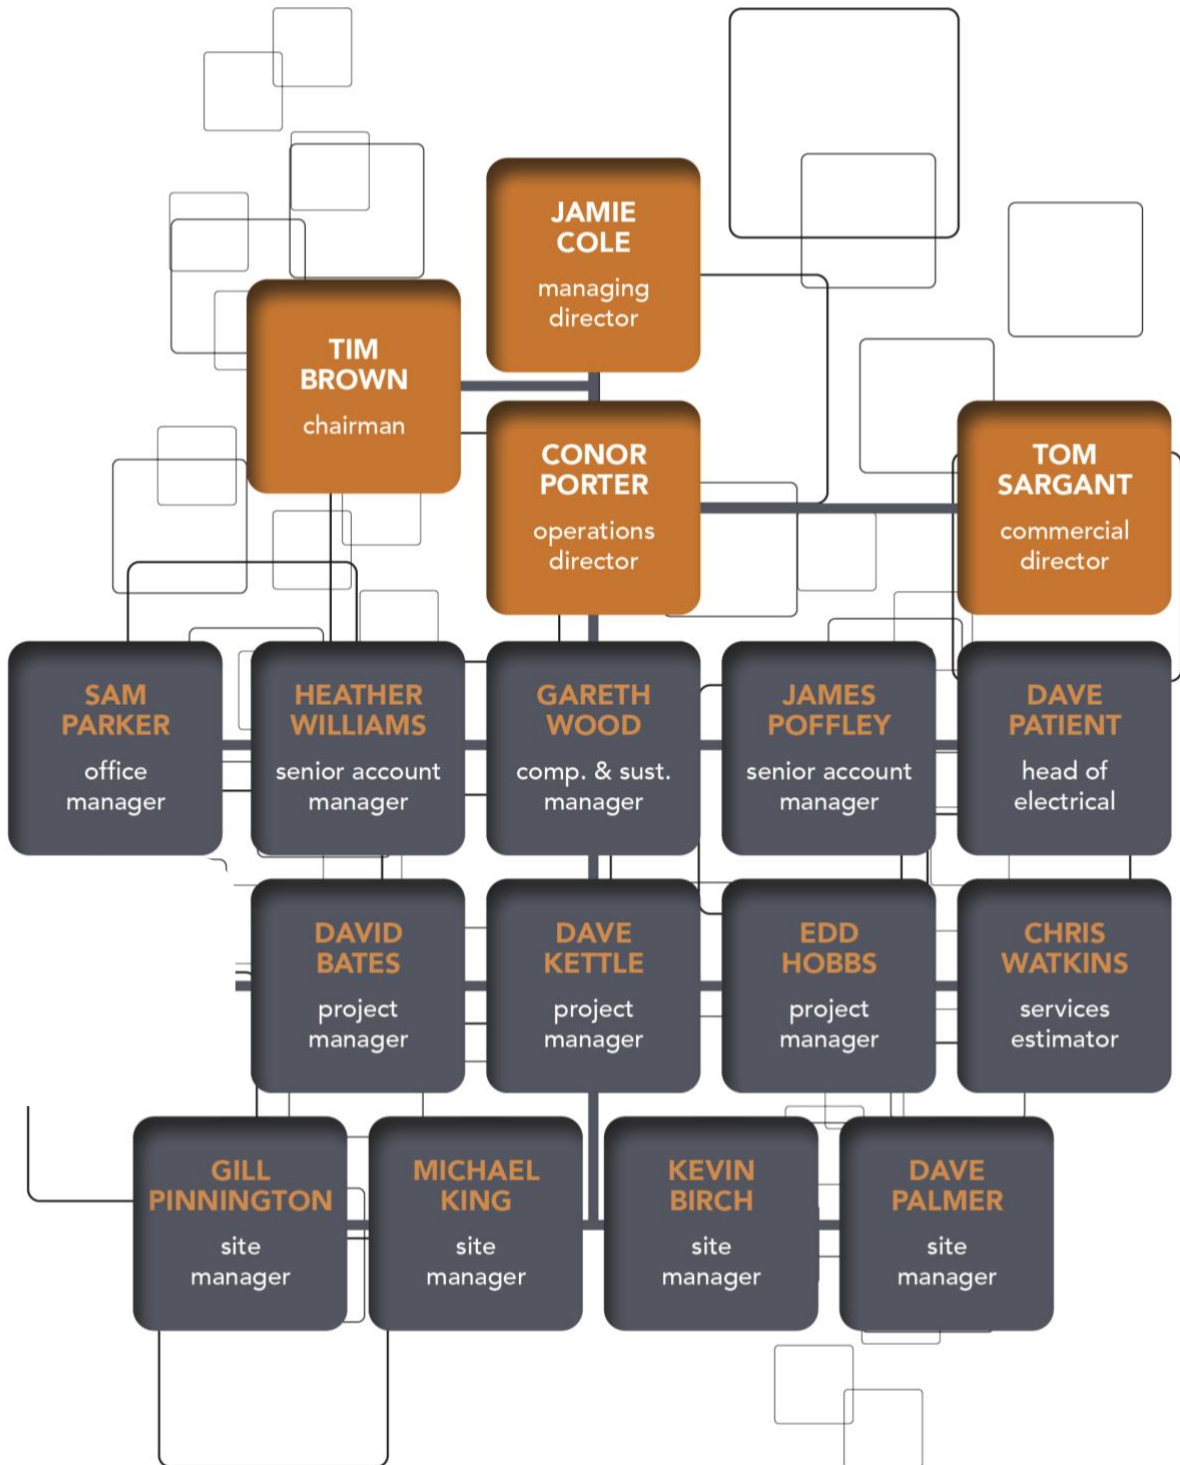 JAMIE
COLE
managing
director
TIM
BROWN
chairman
CONOR
PORTER
operations
director
TOM
SARGANT
commercial
director
SAM
PARKER
office
manager
HEATHER
WILLIAMS
senior account
manager
GARETH
WOOD
comp. & sust.
manager
JAMES
POFFLEY
senior account
manager
DAVE
PATIENT
head of
electrical
DAVID
BATES
project
manager
DAVE
KETTLE
project
manager
EDD
HOBBS
project
manager
CHRIS
WATKINS
services
estimator
GILL
PINNINGTON
site
manager
MICHAEL
KING
site
manager
KEVIN
BIRCH
site
manager
DAVE
PALMER
site
manager